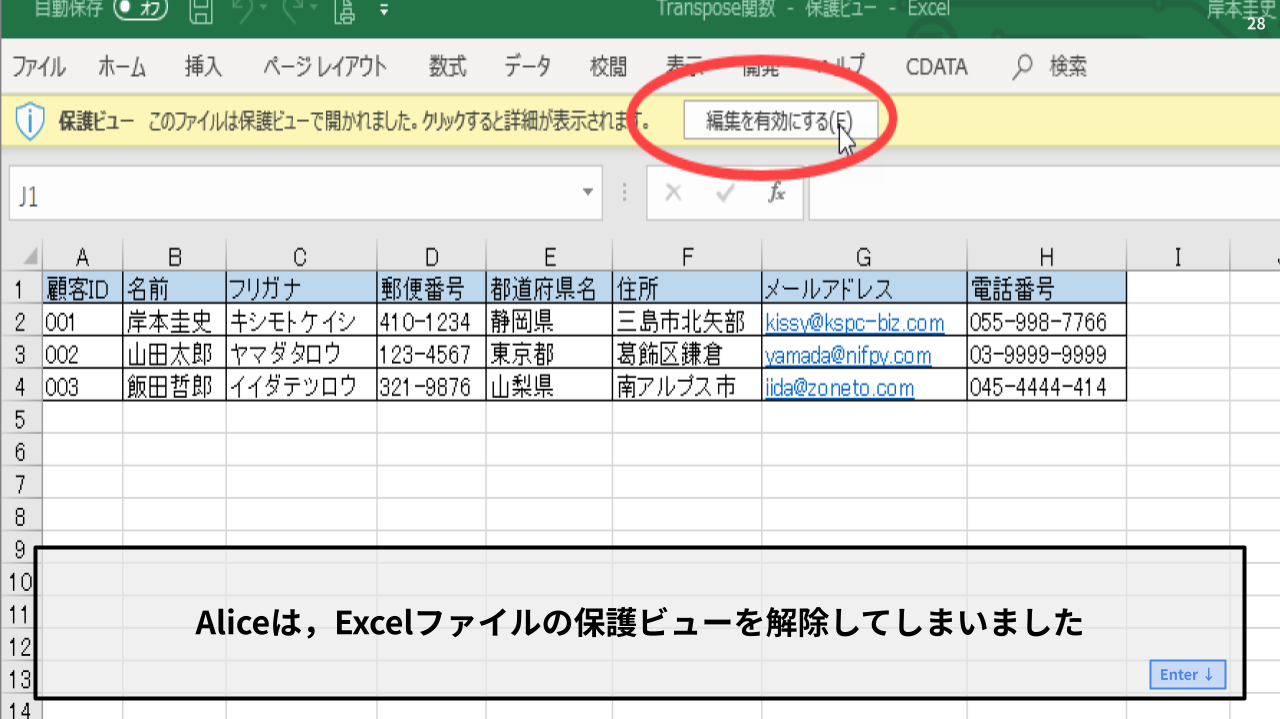 自動保存 オフ Transpose関数 - 保護ビュー - Excel 岸本圭史
28
ファイル ホーム 挿入 ページ レイアウト 数式 データ 校閲 表示 開発 ヘルプ CDATA 検索
保護ビュー このファイルは保護ビューで開かれました。クリックすると詳細が表示されます。 編集を有効にする(E)
J1 fx
A B C D E F G H I
1 顧客ID 名前 フリガナ 郵便番号 都道府県名 住所 メールアドレス 電話番号
2 001 岸本圭史 キシモトケイシ 410-1234 静岡県 三島市北矢部 kissy@kspc-biz.com 055-998-7766
3 002 山田太郎 ヤマダタロウ 123-4567 東京都 葛飾区鎌倉 yamada@nifpy.com 03-9999-9999
4 003 飯田哲郎 イイダテツロウ 321-9876 山梨県 南アルプス市 iida@zoneto.com 045-4444-414
5
6
7
8
9
10
11
12
13
14
Aliceは，Excelファイルの保護ビューを解除してしまいました
Enter ↓